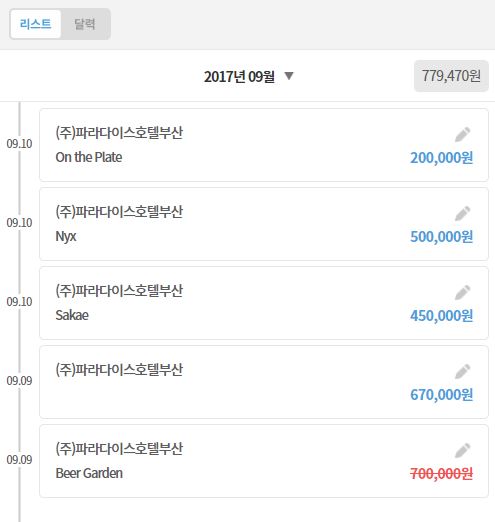 리스트 달력
2017년 09월 ▼ 779,470원
09.10
(주)파라다이스호텔부산
On the Plate 200,000원
09.10
(주)파라다이스호텔부산
Nyx 500,000원
09.10
(주)파라다이스호텔부산
Sakae 450,000원
09.09
(주)파라다이스호텔부산
670,000원
09.09
(주)파라다이스호텔부산
Beer Garden 700,000원